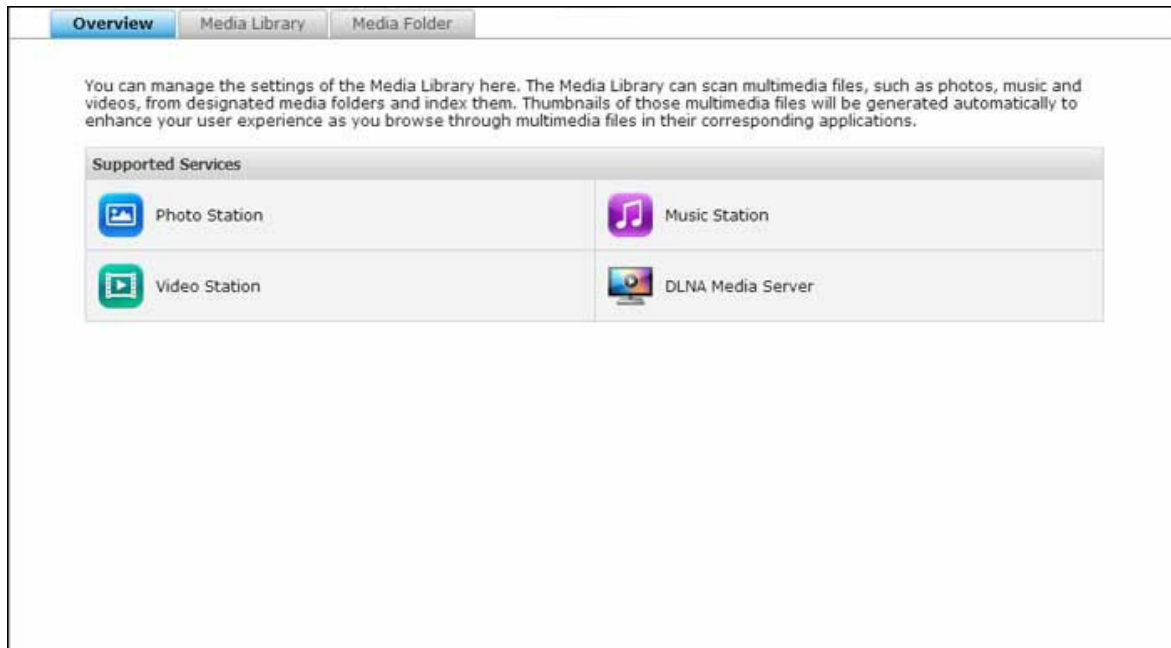 Overview Media Library Media Folder
You can manage the settings of the Media Library here. The Media Library can scan multimedia files, such as photos, music and
videos, from designated media folders and index them. Thumbnails of those multimedia files will be generated automatically to
enhance your user experience as you browse through multimedia files in their corresponding applications.
Supported Services
Photo Station Music Station
Video Station DLNA Media Server